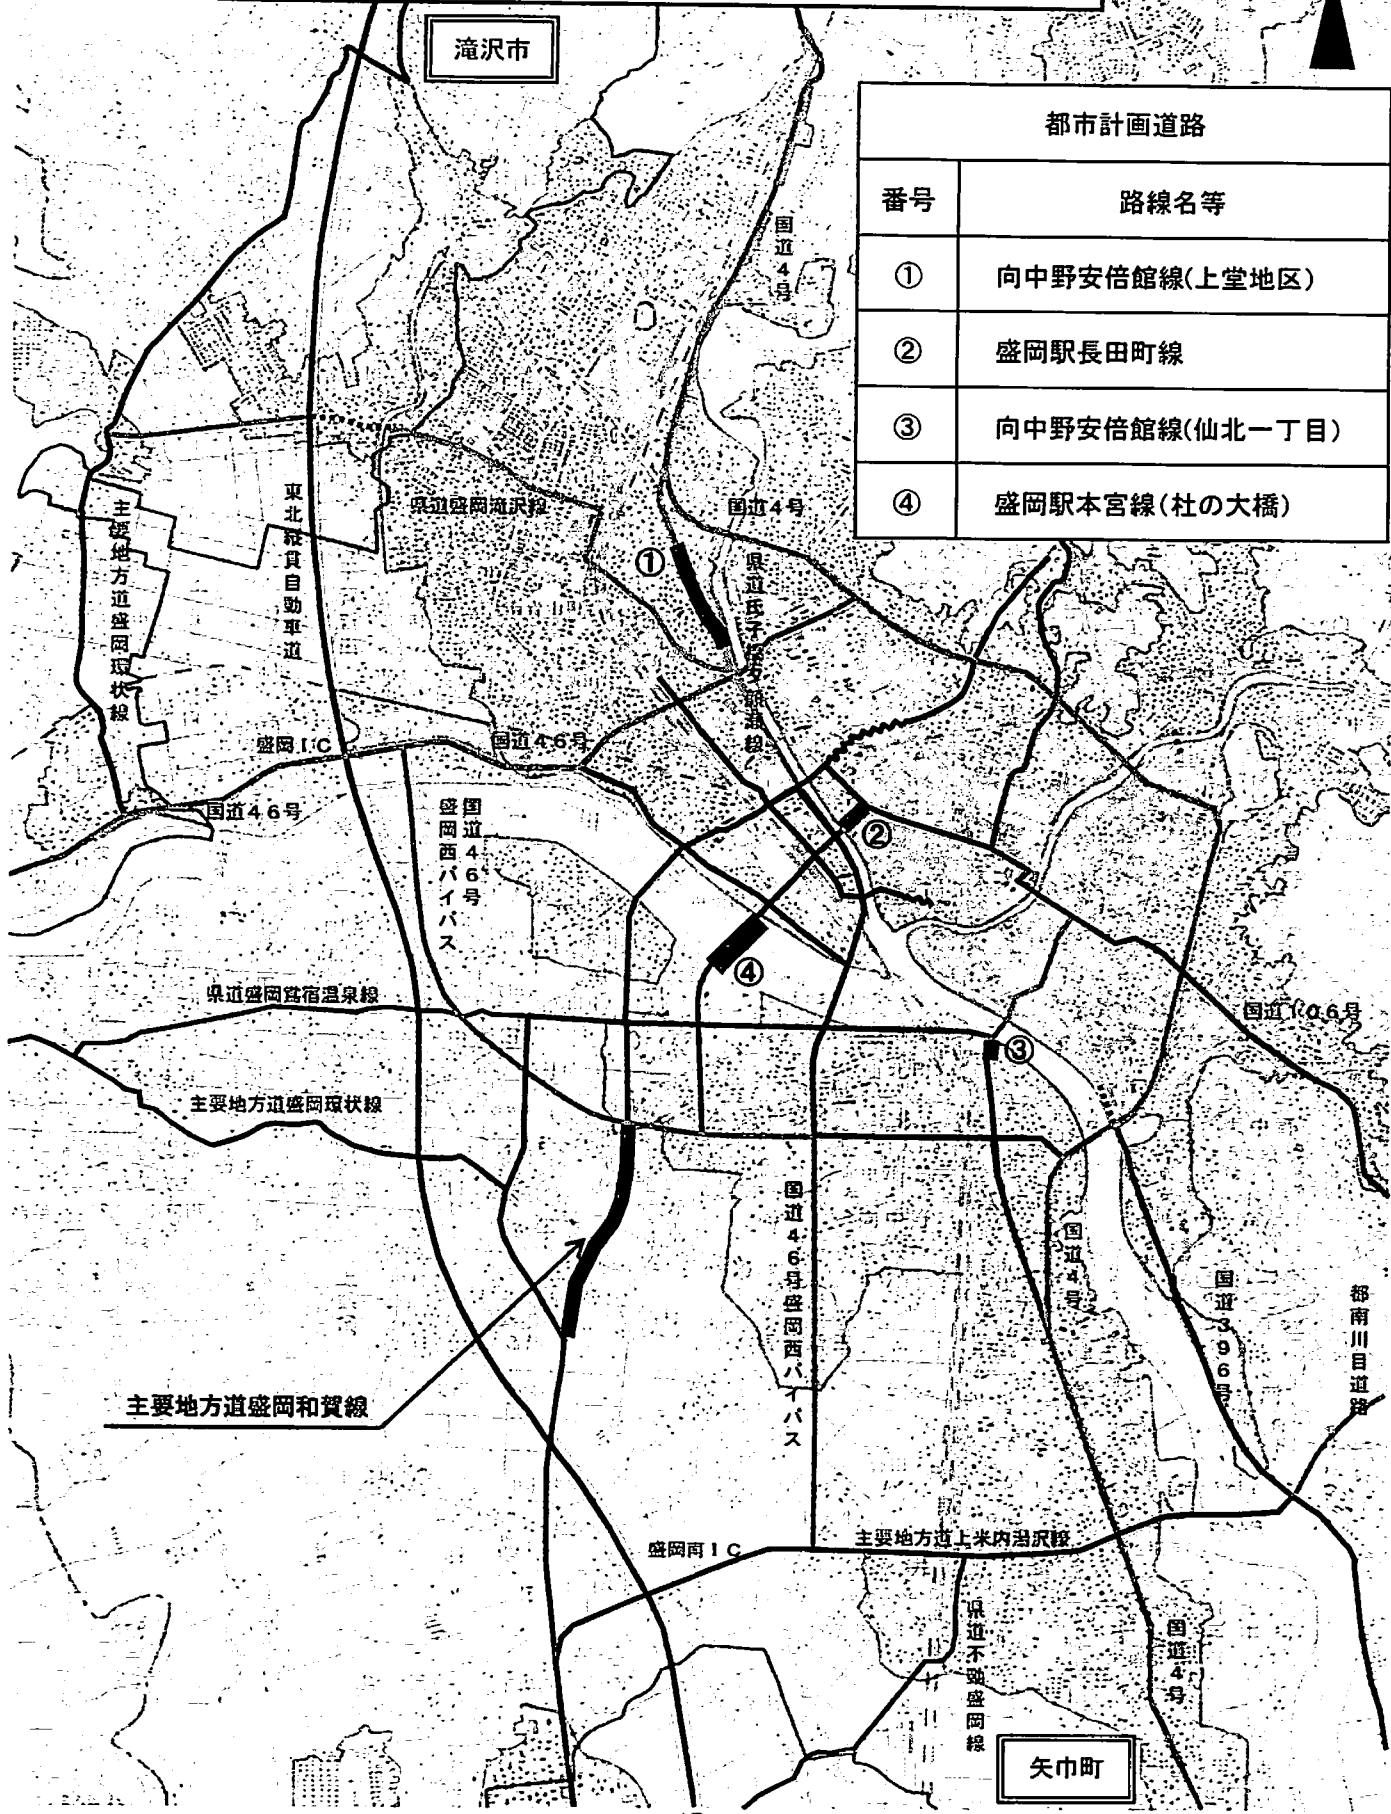 滝沢市
都市計画道路
番号 路線名等
① 向中野安倍館線(上堂地区)
② 盛岡駅長田町線
③ 向中野安倍館線(仙北一丁目)
④ 盛岡駅本宮線(杜の大橋)
国道4号
県道盛岡滝沢線
国道4号
主要地方道盛岡環状線
東北縦貫自動車道
①
盛岡IC
国道46号
国道46号
国道46号
盛岡西バイパス
②
④
県道盛岡鶯宿温泉線
国道106号
③
主要地方道盛岡環状線
国道46号盛岡西バイパス
国道4号
国道396号
都南川目道路
主要地方道盛岡和賀線
盛岡南IC
主要地方道上米内湯沢線
県道不動盛岡線
国道4号
矢巾町